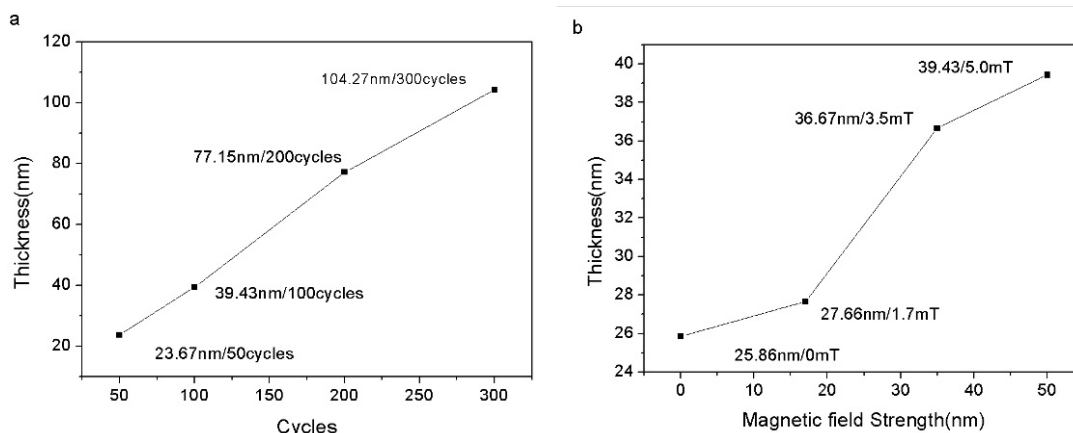 a
120
100
80
60
40
20
Thickness(nm)
104.27nm/300cycles
77.15nm/200cycles
39.43nm/100cycles
23.67nm/50cycles
50
100
150
200
250
300
Cycles
b
40
38
36
34
32
30
28
26
24
Thickness(nm)
39.43/5.0mT
36.67nm/3.5mT
27.66nm/1.7mT
25.86nm/0mT
0
10
20
30
40
50
Magnetic field Strength(nm)